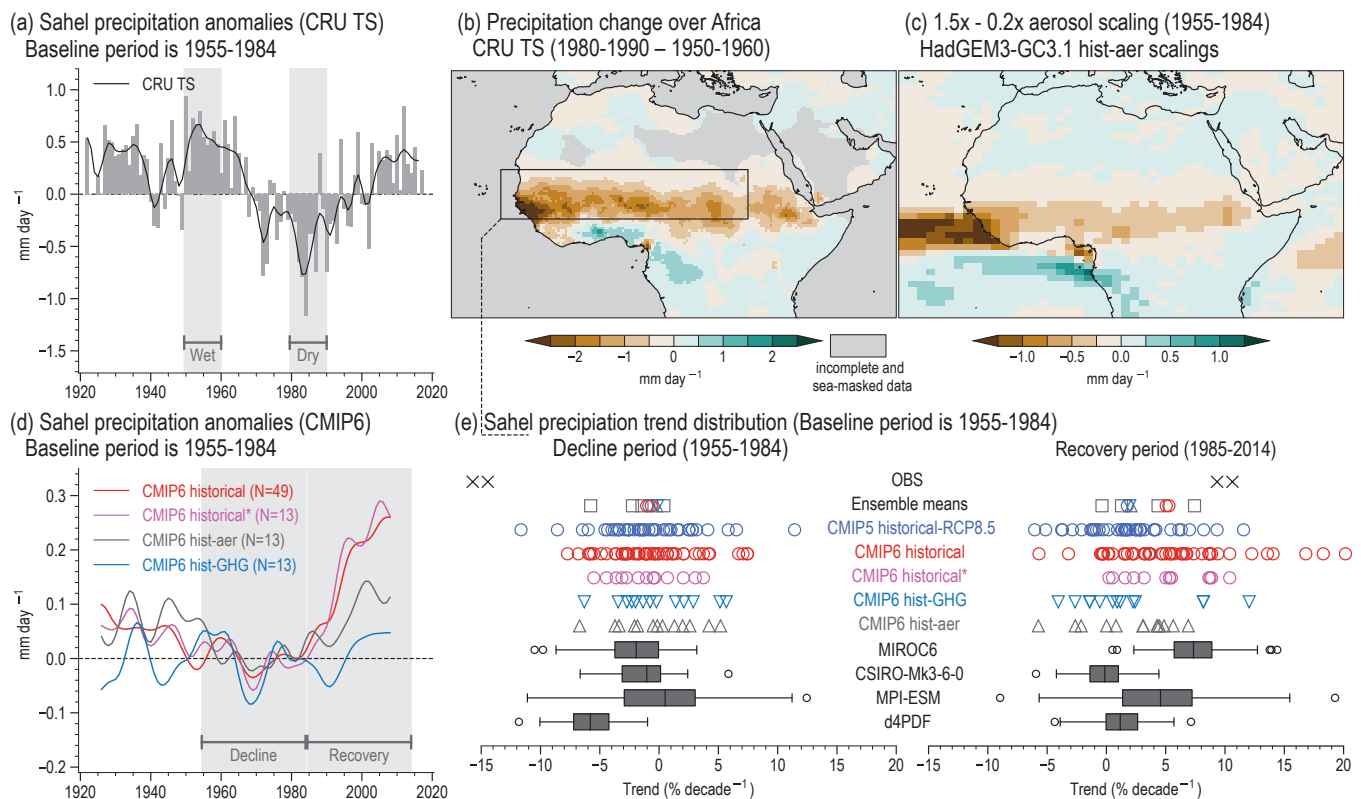 (a) Sahel precipitation anomalies (CRU TS)
Baseline period is 1955-1984
CRU TS
1.0
0.5
0.0
−0.5
−1.0
−1.5
mm day −1
Wet
Dry
1920 1940 1960 1980 2000 2020
(b) Precipitation change over Africa
CRU TS (1980-1990 – 1950-1960)
−2 −1 0 1 2
mm day −1
incomplete and
sea-masked data
(c) 1.5x - 0.2x aerosol scaling (1955-1984)
HadGEM3-GC3.1 hist-aer scalings
−1.0 −0.5 0.0 0.5 1.0
mm day −1
(d) Sahel precipitation anomalies (CMIP6)
Baseline period is 1955-1984
CMIP6 historical (N=49)
CMIP6 historical* (N=13)
CMIP6 hist-aer (N=13)
CMIP6 hist-GHG (N=13)
0.3
0.2
0.1
0.0
−0.1
−0.2
mm day −1
Decline
Recovery
1920 1940 1960 1980 2000 2020
(e) Sahel precipiation trend distribution (Baseline period is 1955-1984)
Decline period (1955-1984)
Recovery period (1985-2014)
OBS
Ensemble means
CMIP5 historical-RCP8.5
CMIP6 historical
CMIP6 historical*
CMIP6 hist-GHG
CMIP6 hist-aer
MIROC6
CSIRO-Mk3-6-0
MPI-ESM
d4PDF
−15 −10 −5 0 5 10 15 20
Trend (% decade−1)
−15 −10 −5 0 5 10 15 20
Trend (% decade−1)